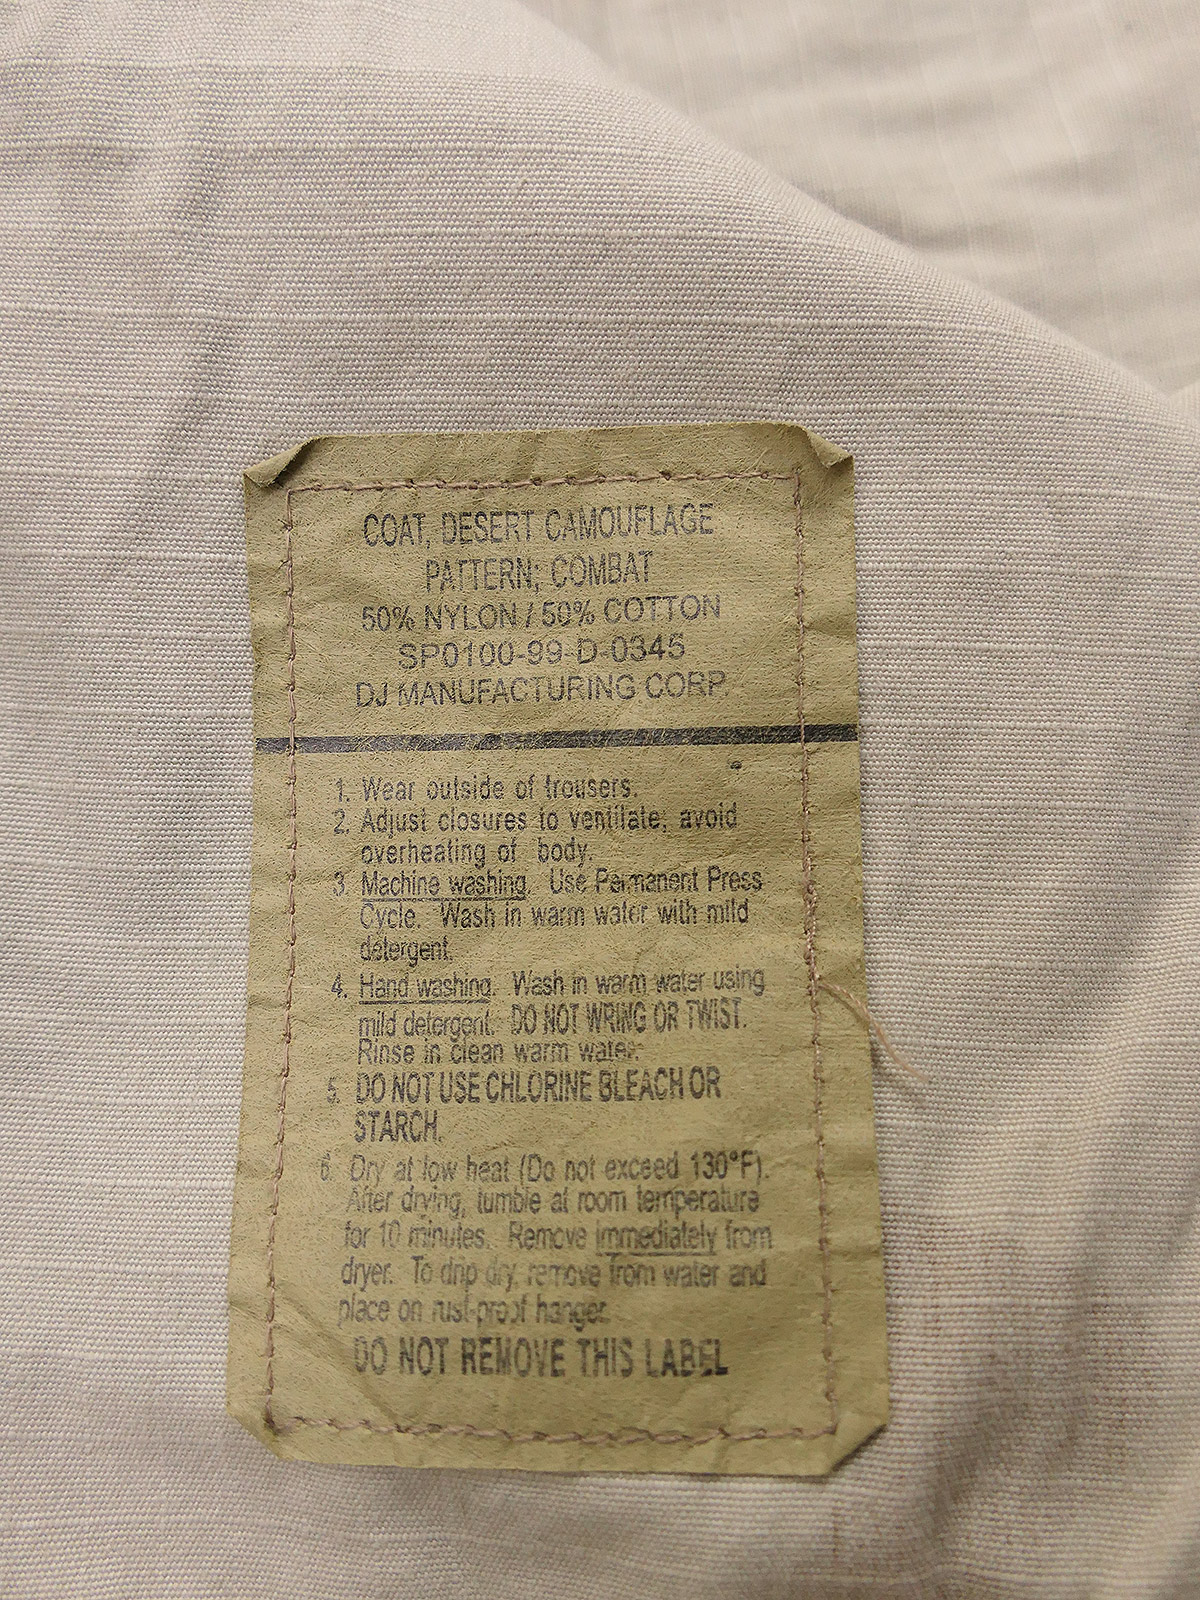 COAT, DESERT CAMOUFLAGE
PATTERN; COMBAT
50% NYLON / 50% COTTON
SP0100-99-D-0345
DJ MANUFACTURING CORP.
1. Wear outside of trousers.
2. Adjust closures to ventilate; avoid
overheating of body.
3. Machine washing. Use Permanent Press
Cycle. Wash in warm water with mild
detergent.
4. Hand washing. Wash in warm water using
mild detergent. DO NOT WRING OR TWIST.
Rinse in clean warm water.
5. DO NOT USE CHLORINE BLEACH OR
STARCH.
6. Dry at low heat (Do not exceed 130°F).
After drying, tumble at room temperature
for 10 minutes. Remove immediately from
dryer. To drip dry, remove from water and
place on rust-proof hanger.
DO NOT REMOVE THIS LABEL